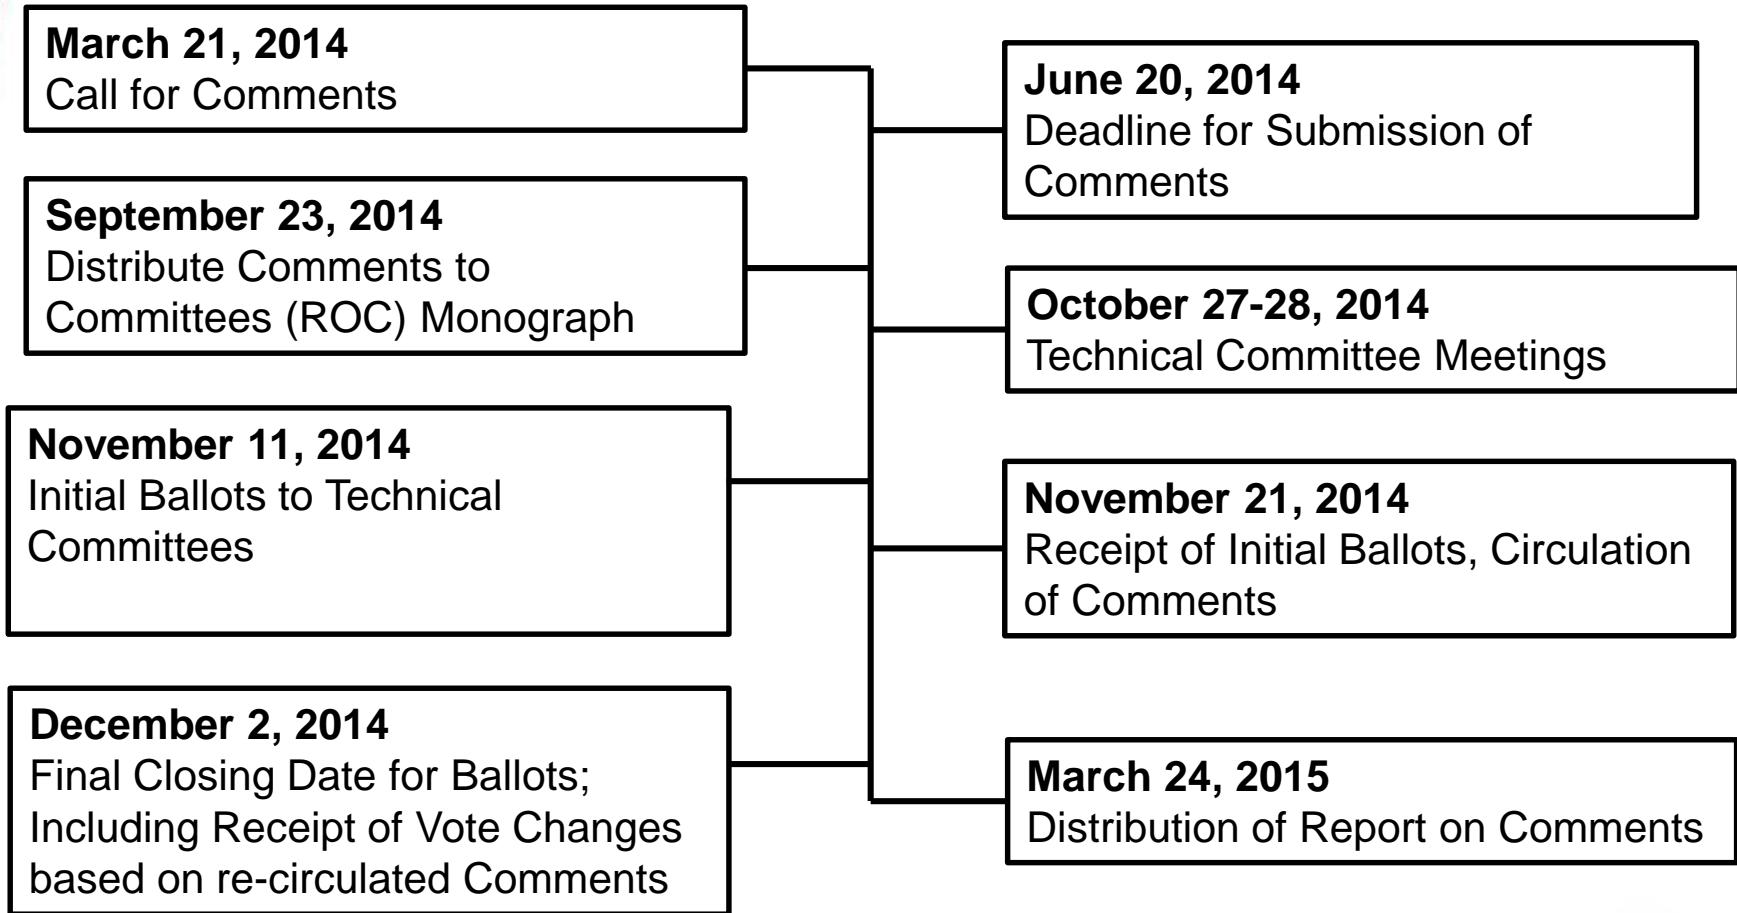 March 21, 2014
Call for Comments
June 20, 2014
Deadline for Submission of
Comments
September 23, 2014
Distribute Comments to
Committees (ROC) Monograph
October 27-28, 2014
Technical Committee Meetings
November 11, 2014
Initial Ballots to Technical
Committees
November 21, 2014
Receipt of Initial Ballots, Circulation
of Comments
December 2, 2014
Final Closing Date for Ballots;
Including Receipt of Vote Changes
based on re-circulated Comments
March 24, 2015
Distribution of Report on Comments